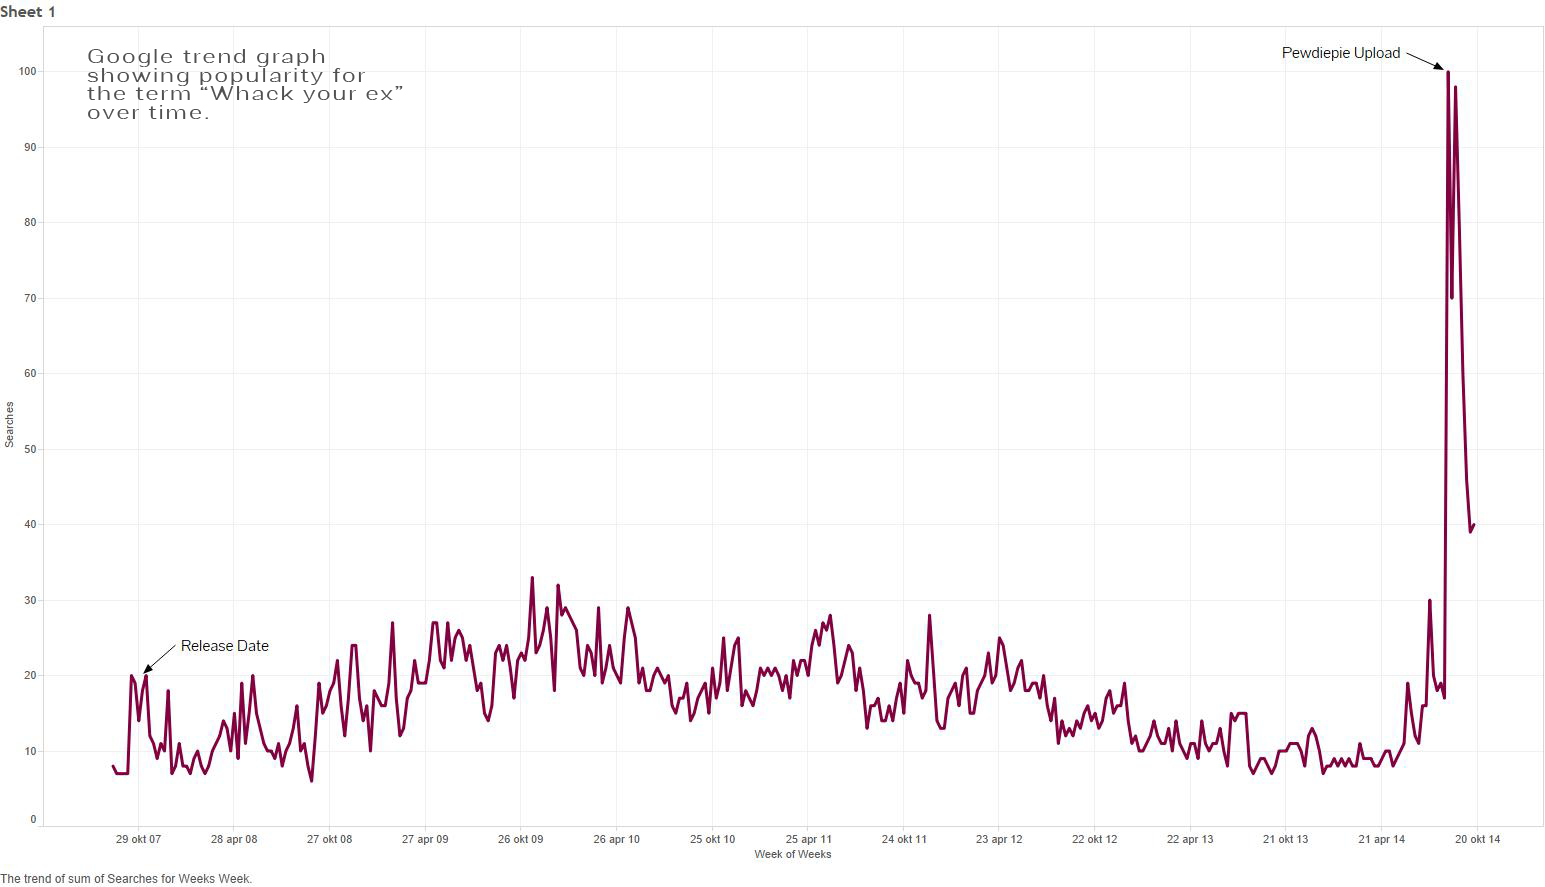 Sheet 1
Google trend graph
showing popularity for
the term “Whack your ex”
over time.
Pewdiepie Upload
100
90
80
70
60
50
40
30
20
10
0
Searches
Release Date
29 okt 07
28 apr 08
27 okt 08
27 apr 09
26 okt 09
26 apr 10
25 okt 10
25 apr 11
24 okt 11
23 apr 12
22 okt 12
22 apr 13
21 okt 13
21 apr 14
20 okt 14
Week of Weeks
The trend of sum of Searches for Weeks Week.